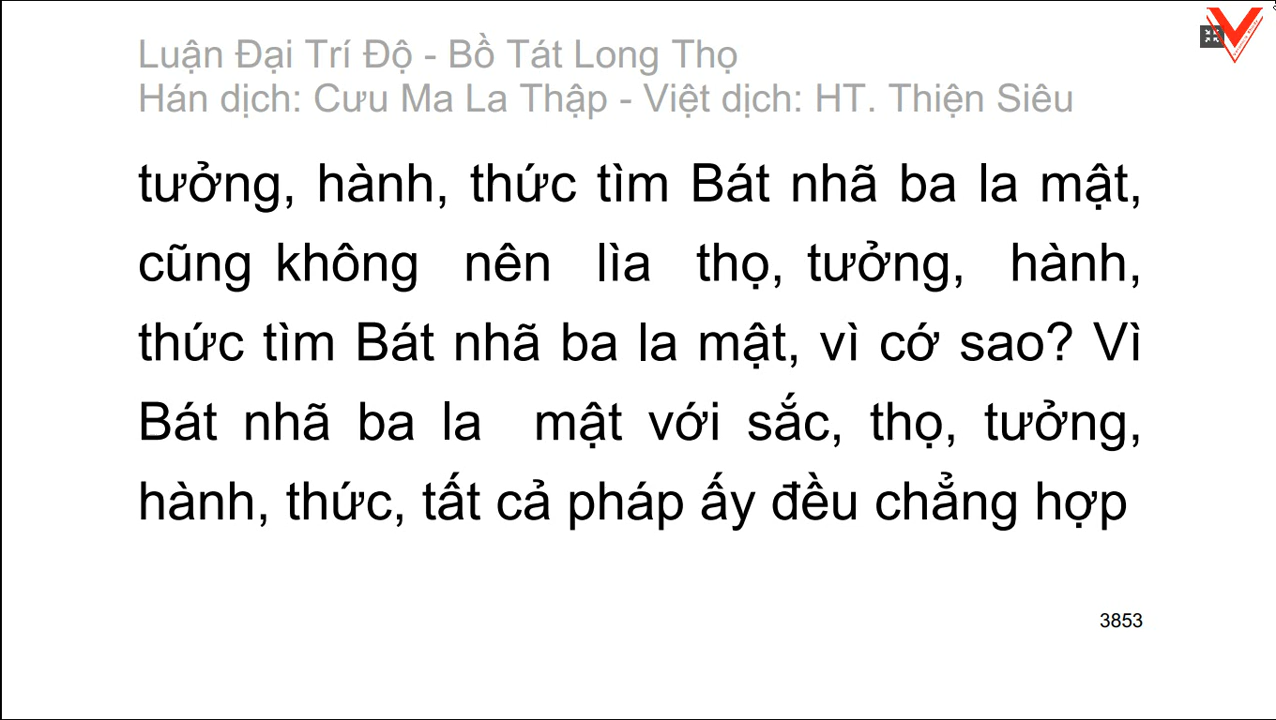 Luận Đại Trí Độ - Bồ Tát Long Thọ
Hán dịch: Cưu Ma La Thập - Việt dịch: HT. Thiện Siêu
tưởng, hành, thức tìm Bát nhã ba la mật,
cũng không nên lìa thọ, tưởng, hành,
thức tìm Bát nhã ba la mật, vì cớ sao? Vì
Bát nhã ba la mật với sắc, thọ, tưởng,
hành, thức, tất cả pháp ấy đều chẳng hợp
3853